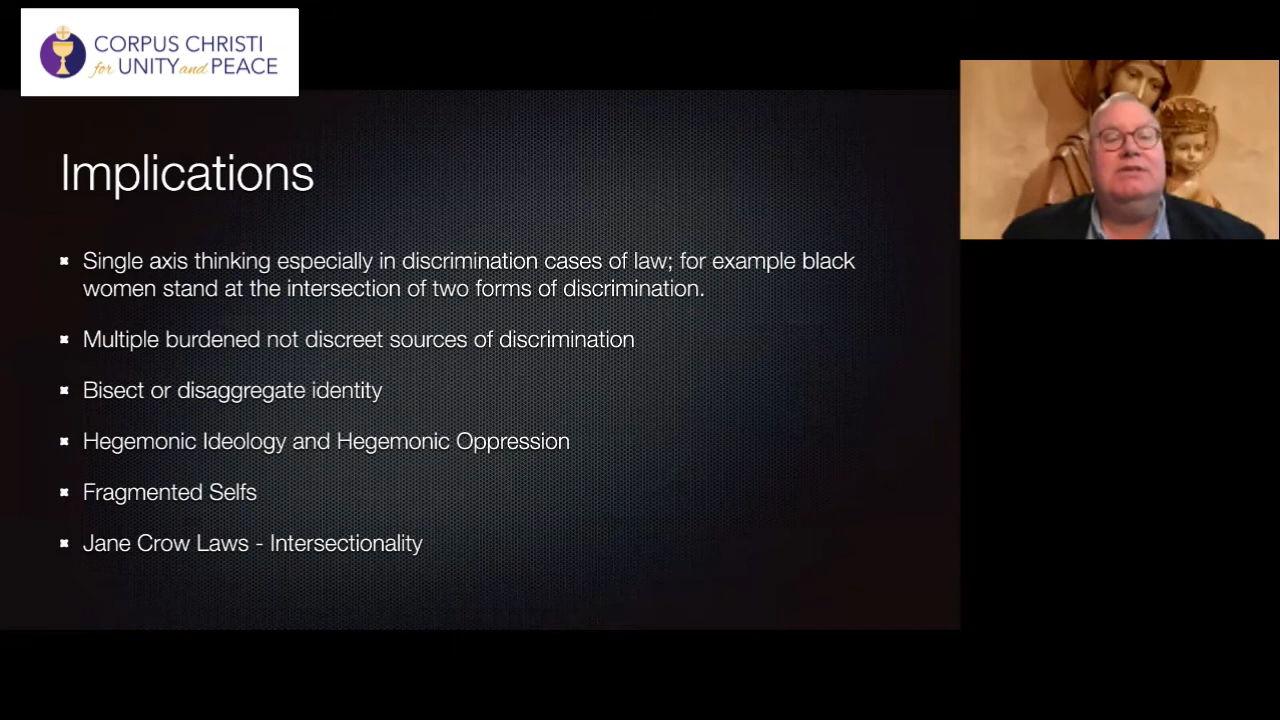 CORPUS CHRISTI
for UNITY and PEACE
Implications
Single axis thinking especially in discrimination cases of law; for example black
women stand at the intersection of two forms of discrimination.
Multiple burdened not discreet sources of discrimination
Bisect or disaggregate identity
Hegemonic Ideology and Hegemonic Oppression
Fragmented Selfs
Jane Crow Laws - Intersectionality